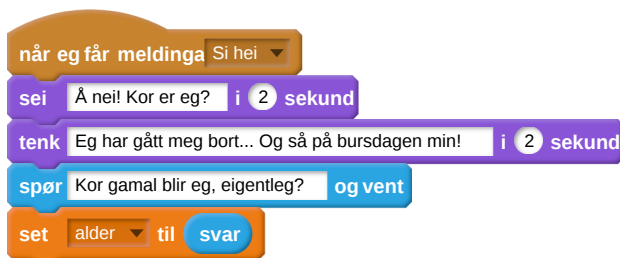 når eg får meldinga Si hei
sei Å nei! Kor er eg? i 2 sekund
tenk Eg har gått meg bort... Og så på bursdagen min! i 2 sekund
spør Kor gamal blir eg, eigentleg? og vent
set alder til svar